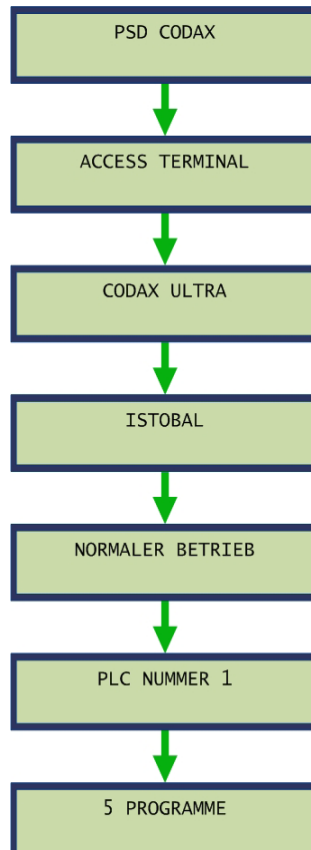 PSD CODAX
ACCESS TERMINAL
CODAX ULTRA
ISTOBAL
NORMALER BETRIEB
PLC NUMMER 1
5 PROGRAMME